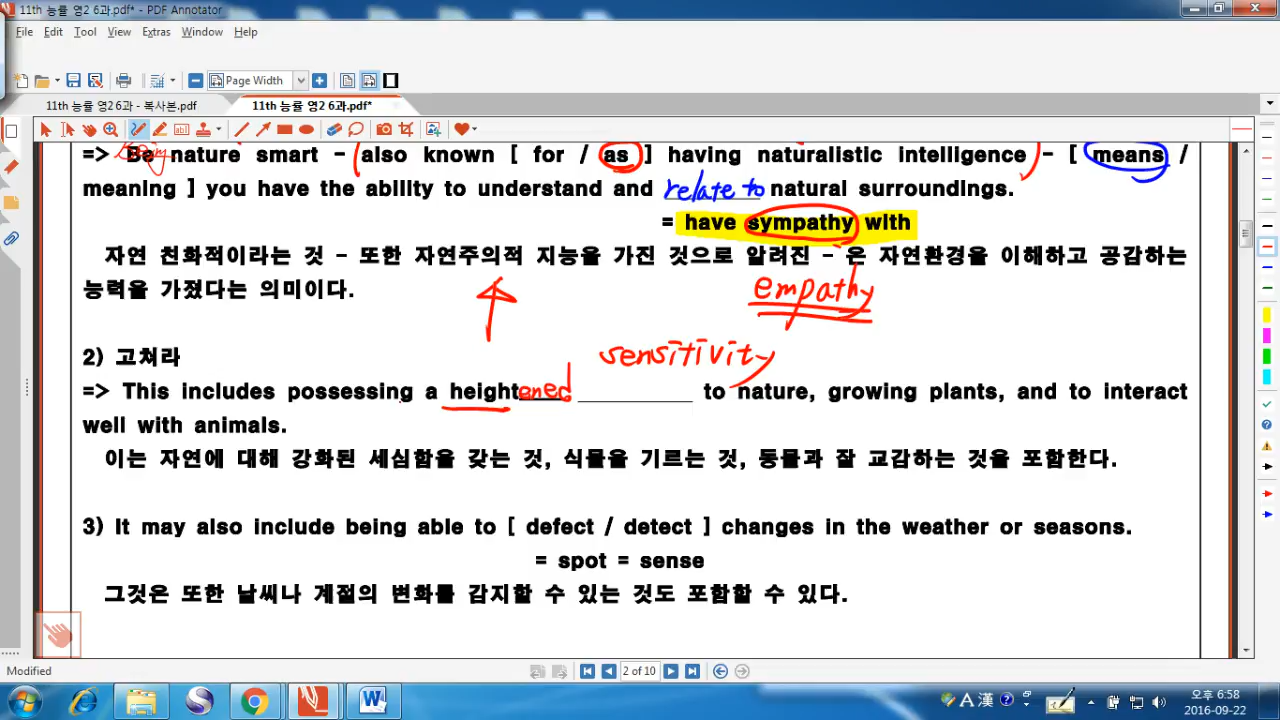 11th 능률 영2 6과.pdf* - PDF Annotator
File Edit Tool View Extras Window Help
Page Width
11th 능률 영2 6과 - 복사본.pdf 11th 능률 영2 6과.pdf*
=> Be nature smart - ( also known [ for / as ] having naturalistic intelligence ) - [ means /
meaning ] you have the ability to understand and relate to natural surroundings.
= have sympathy with
자연 친화적이라는 것 - 또한 자연주의적 지능을 가진 것으로 알려진 - 은 자연환경을 이해하고 공감하는
능력을 가졌다는 의미이다.
empathy
2) 고쳐라
sensitivity
=> This includes possessing a heightened __________ to nature, growing plants, and to interact
well with animals.
이는 자연에 대해 강화된 세심함을 갖는 것, 식물을 기르는 것, 동물과 잘 교감하는 것을 포함한다.
3) It may also include being able to [ defect / detect ] changes in the weather or seasons.
= spot = sense
그것은 또한 날씨나 계절의 변화를 감지할 수 있는 것도 포함할 수 있다.
Modified
2 of 10
A 漢
오후 6:58
2016-09-22